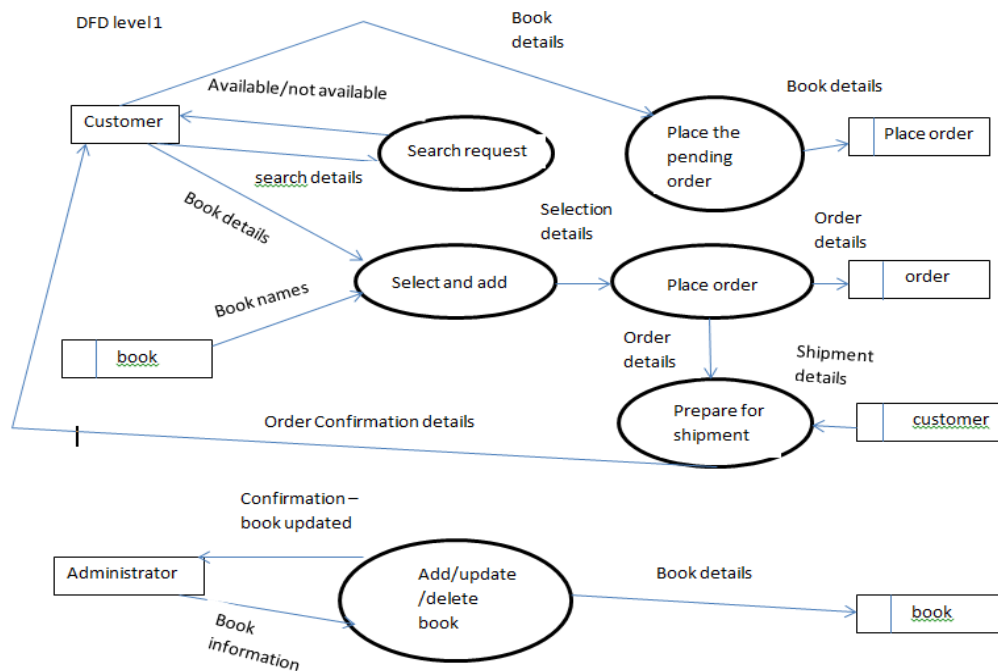 DFD level 1
Book
details
Available/not available
Book details
Customer
Search request
Place the
pending
order
Place order
search details
Book details
Selection
details
Order
details
Select and add
Place order
order
Book names
book
Order
details
Shipment
details
Order Confirmation details
Prepare for
shipment
customer
Confirmation –
book updated
Administrator
Add/update
/delete
book
Book details
book
Book
information